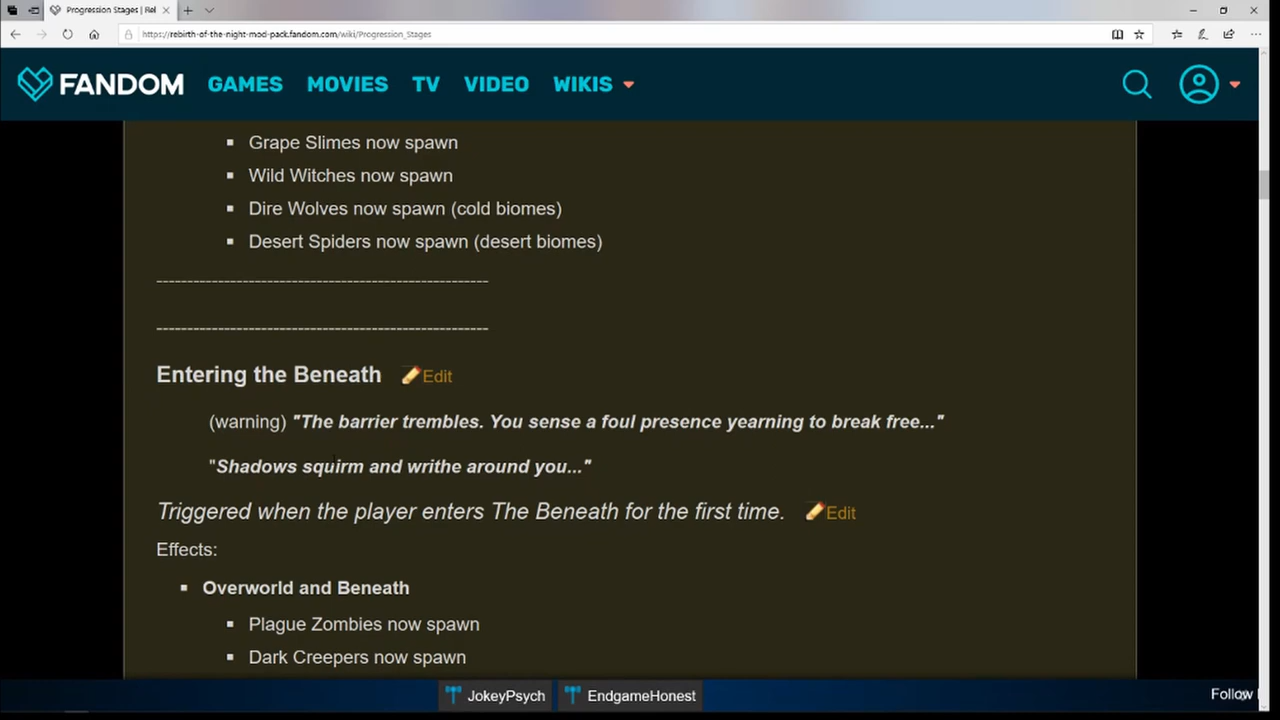 Progression Stages | Rel
https://rebirth-of-the-night-mod-pack.fandom.com/wiki/Progression_Stages
FANDOM GAMES MOVIES TV VIDEO WIKIS
Grape Slimes now spawn
Wild Witches now spawn
Dire Wolves now spawn (cold biomes)
Desert Spiders now spawn (desert biomes)
------------------------------------------------------
------------------------------------------------------
Entering the Beneath Edit
(warning) "The barrier trembles. You sense a foul presence yearning to break free..."
"Shadows squirm and writhe around you..."
Triggered when the player enters The Beneath for the first time. Edit
Effects:
Overworld and Beneath
Plague Zombies now spawn
Dark Creepers now spawn
JokeyPsych EndgameHonest Follow